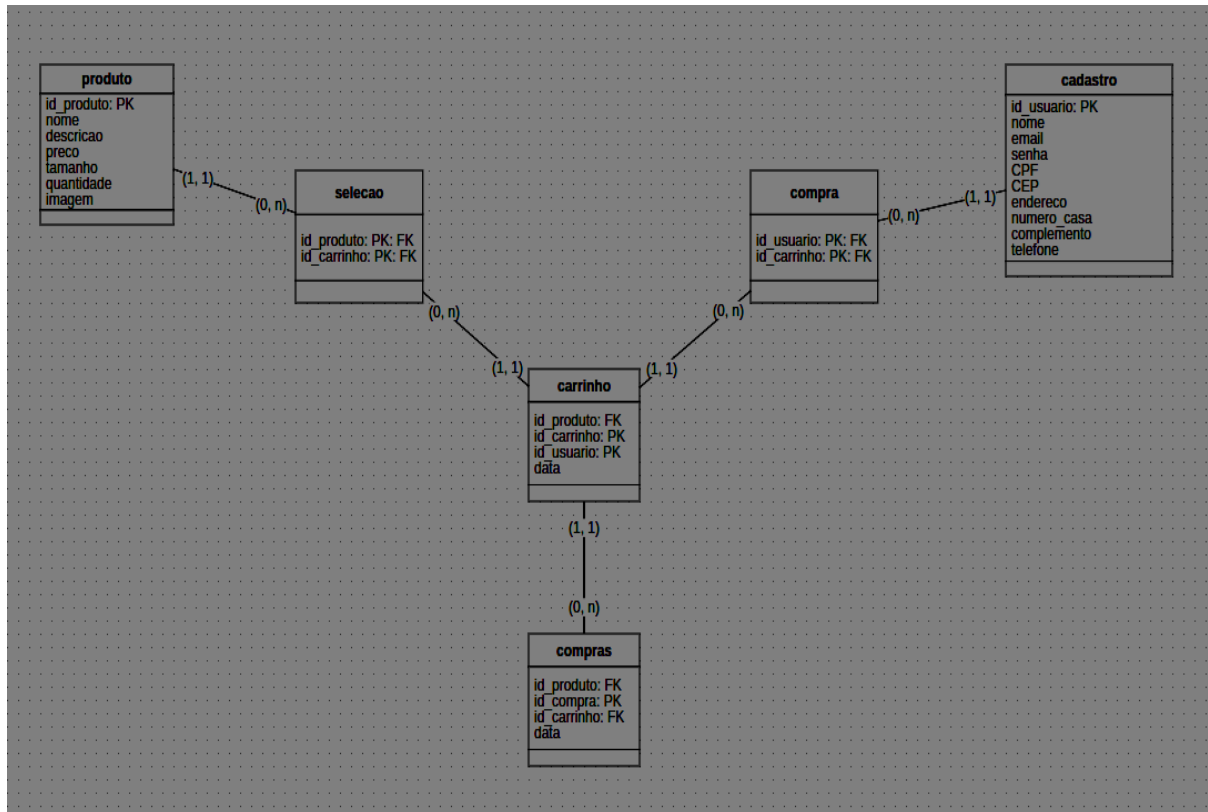 produto
id_produto: PK
nome
descricao
preco
tamanho
quantidade
imagem
(1, 1)
(0, n)
selecao
id_produto: PK: FK
id_carrinho: PK: FK
(0, n)
(1, 1)
cadastro
id_usuario: PK
nome
email
senha
CPF
CEP
endereco
numero_casa
complemento
telefone
(1, 1)
(0, n)
compra
id_usuario: PK: FK
id_carrinho: PK: FK
(0, n)
(1, 1)
carrinho
id_produto: FK
id_carrinho: PK
id_usuario: PK
data
(1, 1)
(0, n)
compras
id_produto: FK
id_compra: PK
id_carrinho: FK
data